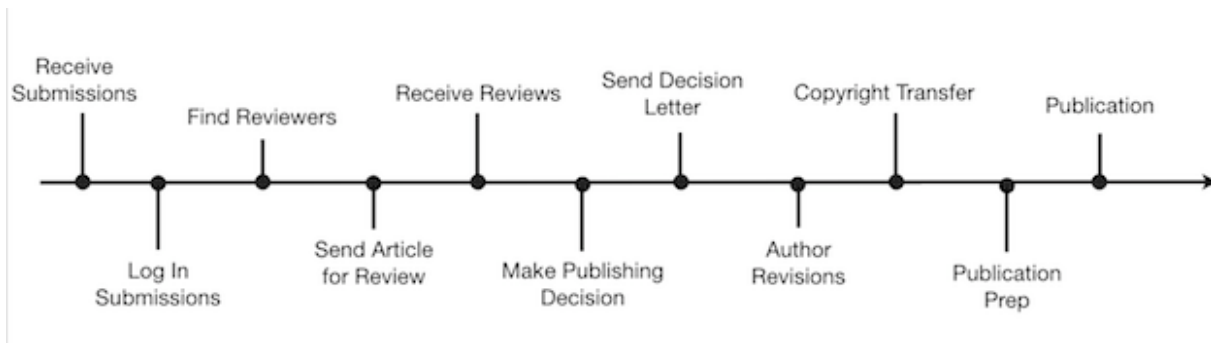 Receive
Submissions
Log In
Submissions
Find Reviewers
Send Article
for Review
Receive Reviews
Make Publishing
Decision
Send Decision
Letter
Author
Revisions
Copyright Transfer
Publication
Prep
Publication